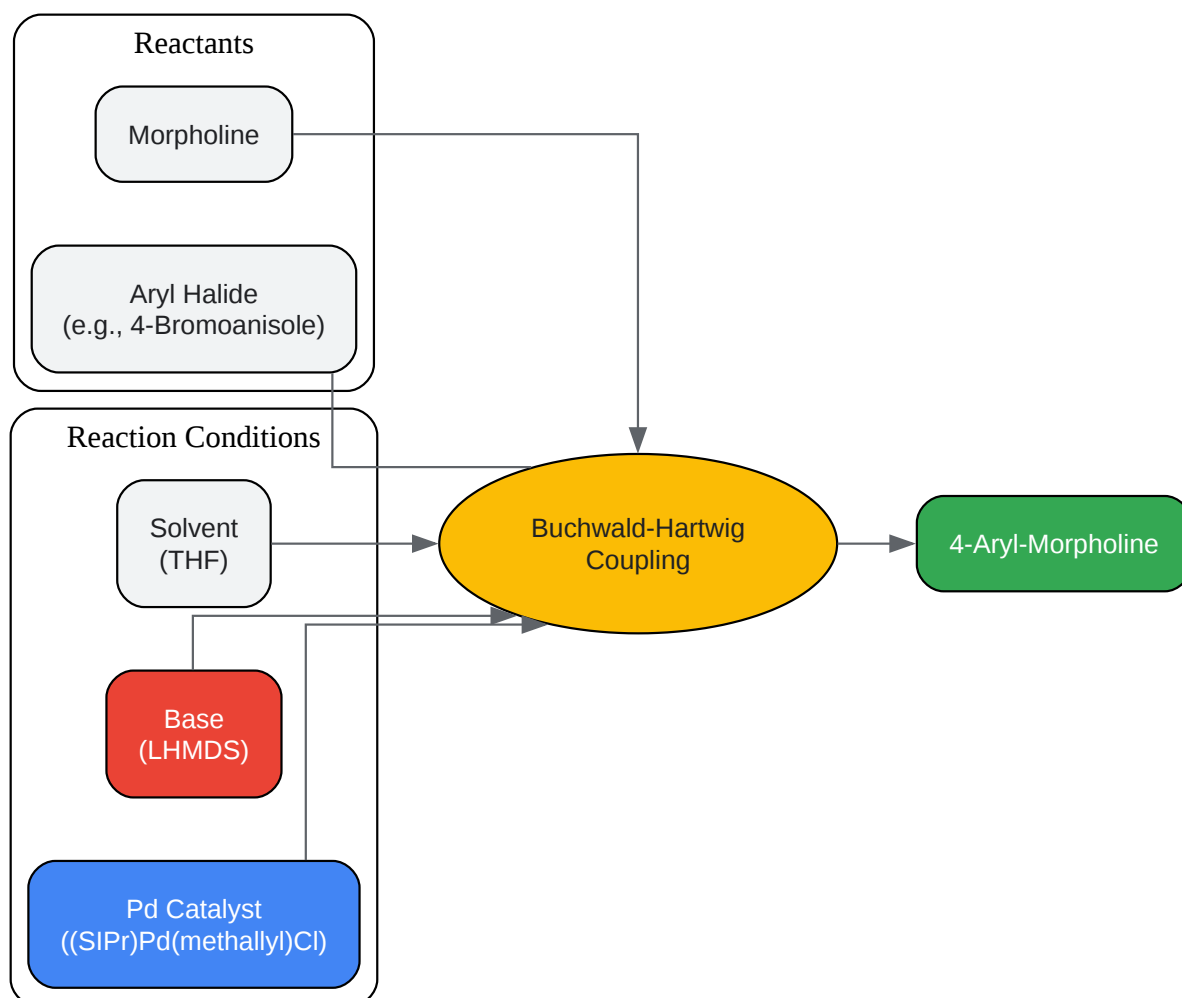 Reactants
Morpholine
Aryl Halide
(e.g., 4-Bromoanisole)
Reaction Conditions
Solvent
(THF)
Base
(LHMDS)
Pd Catalyst
((SIPr)Pd(methallyl)Cl)
Buchwald-Hartwig
Coupling
4-Aryl-Morpholine